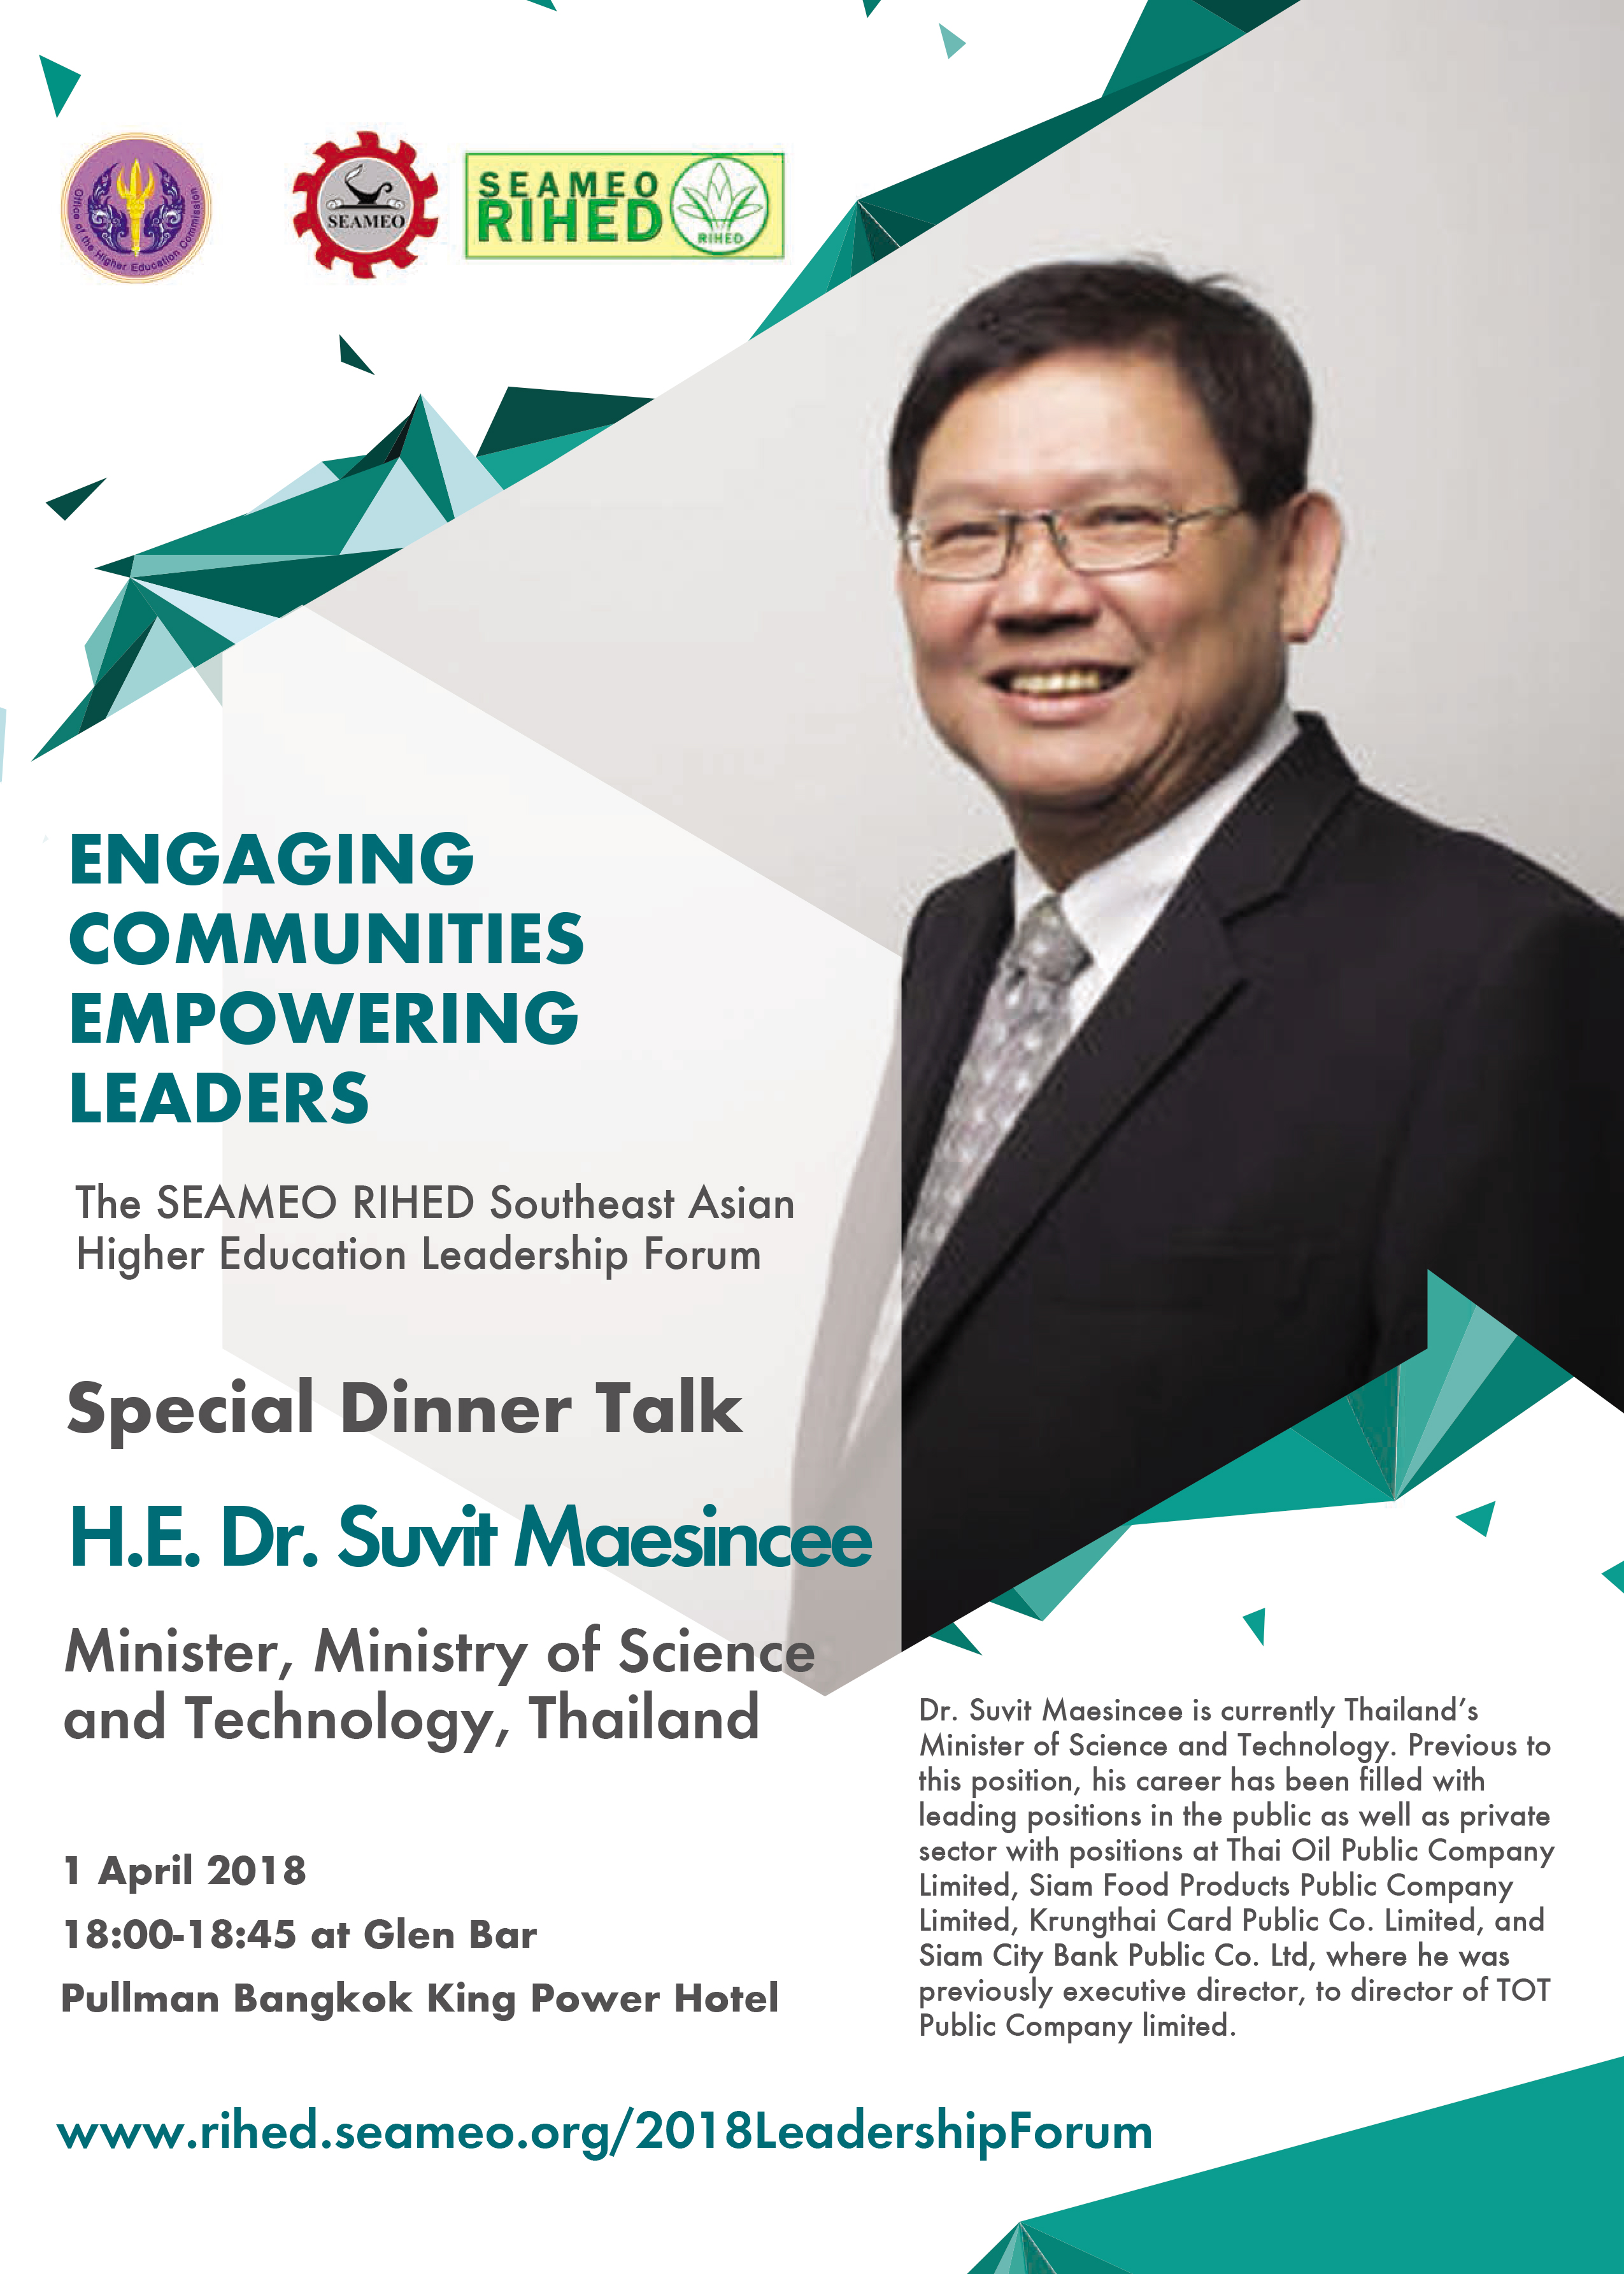 Office of the Higher Education Commission
SEAMEO
SEAMEO
RIHED
RIHED
ENGAGING
COMMUNITIES
EMPOWERING
LEADERS
The SEAMEO RIHED Southeast Asian
Higher Education Leadership Forum
Special Dinner Talk
H.E. Dr. Suvit Maesincee
Minister, Ministry of Science
and Technology, Thailand
1 April 2018
18:00-18:45 at Glen Bar
Pullman Bangkok King Power Hotel
Dr. Suvit Maesincee is currently Thailand's
Minister of Science and Technology. Previous to
this position, his career has been filled with
leading positions in the public as well as private
sector with positions at Thai Oil Public Company
Limited, Siam Food Products Public Company
Limited, Krungthai Card Public Co. Limited, and
Siam City Bank Public Co. Ltd, where he was
previously executive director, to director of TOT
Public Company limited.
www.rihed.seameo.org/2018LeadershipForum